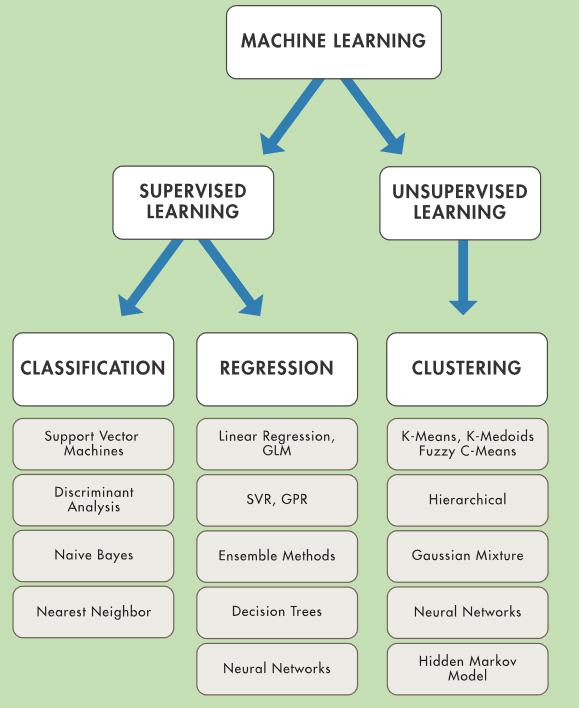 MACHINE LEARNING
SUPERVISED
LEARNING
UNSUPERVISED
LEARNING
CLASSIFICATION
Support Vector
Machines
Discriminant
Analysis
Naive Bayes
Nearest Neighbor
REGRESSION
Linear Regression,
GLM
SVR, GPR
Ensemble Methods
Decision Trees
Neural Networks
CLUSTERING
K-Means, K-Medoids
Fuzzy C-Means
Hierarchical
Gaussian Mixture
Neural Networks
Hidden Markov
Model